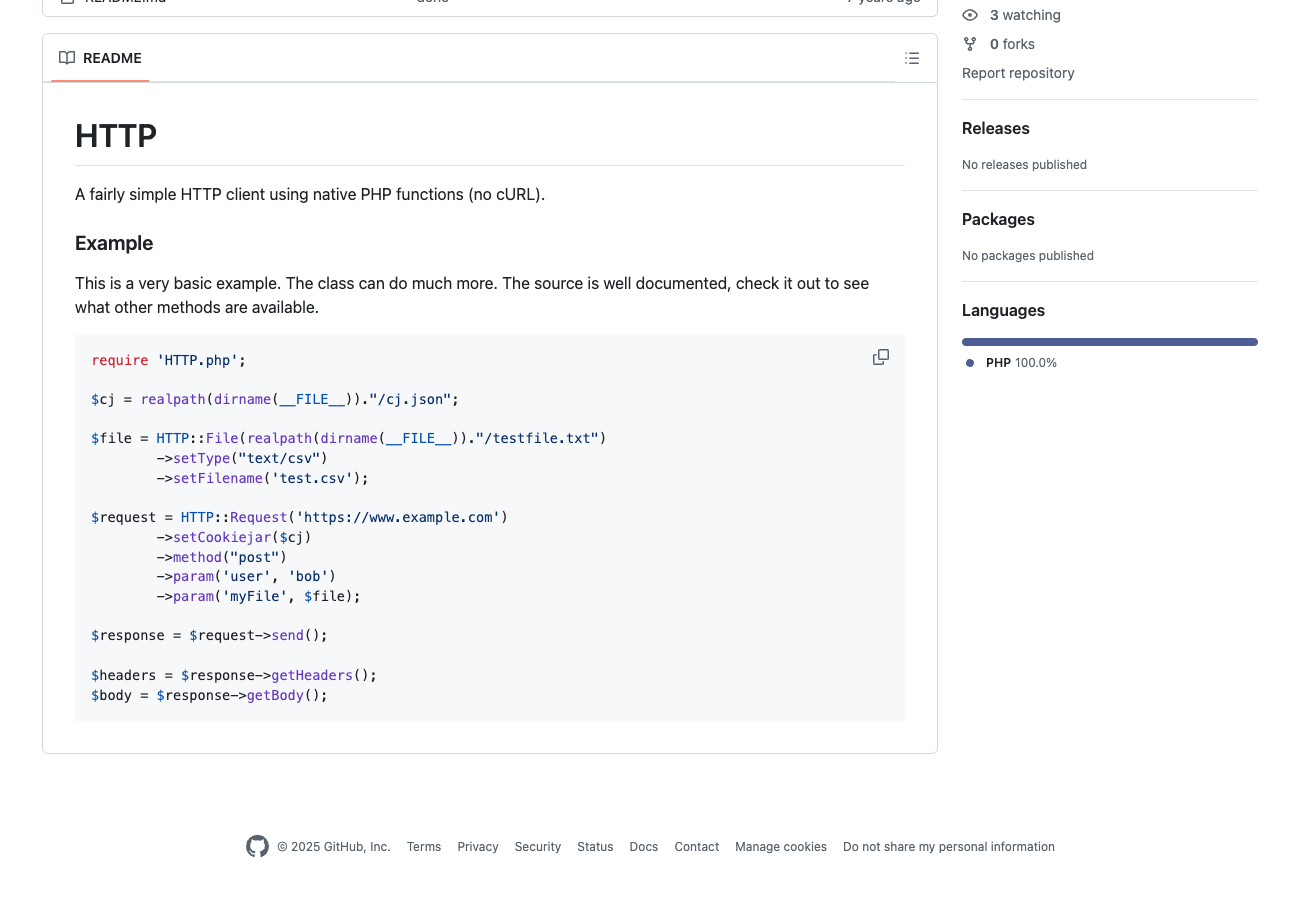 3 watching
0 forks
Report repository
README
HTTP
A fairly simple HTTP client using native PHP functions (no cURL).
Example
This is a very basic example. The class can do much more. The source is well documented, check it out to see
what other methods are available.
require 'HTTP.php';
$cj = realpath(dirname(__FILE__))."/cj.json";
$file = HTTP::File(realpath(dirname(__FILE__))."/testfile.txt")
        ->setType("text/csv")
        ->setFilename('test.csv');
$request = HTTP::Request('https://www.example.com')
        ->setCookiejar($cj)
        ->method("post")
        ->param('user', 'bob')
        ->param('myFile', $file);
$response = $request->send();
$headers = $response->getHeaders();
$body = $response->getBody();
Releases
No releases published
Packages
No packages published
Languages
PHP 100.0%
© 2025 GitHub, Inc. Terms Privacy Security Status Docs Contact Manage cookies Do not share my personal information